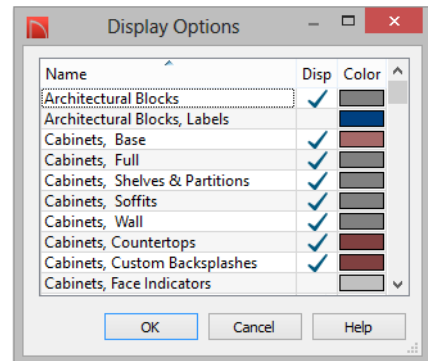 Display Options
Name Disp Color
Architectural Blocks
Architectural Blocks, Labels
Cabinets, Base
Cabinets, Full
Cabinets, Shelves & Partitions
Cabinets, Soffits
Cabinets, Wall
Cabinets, Countertops
Cabinets, Custom Backsplashes
Cabinets, Face Indicators
OK Cancel Help